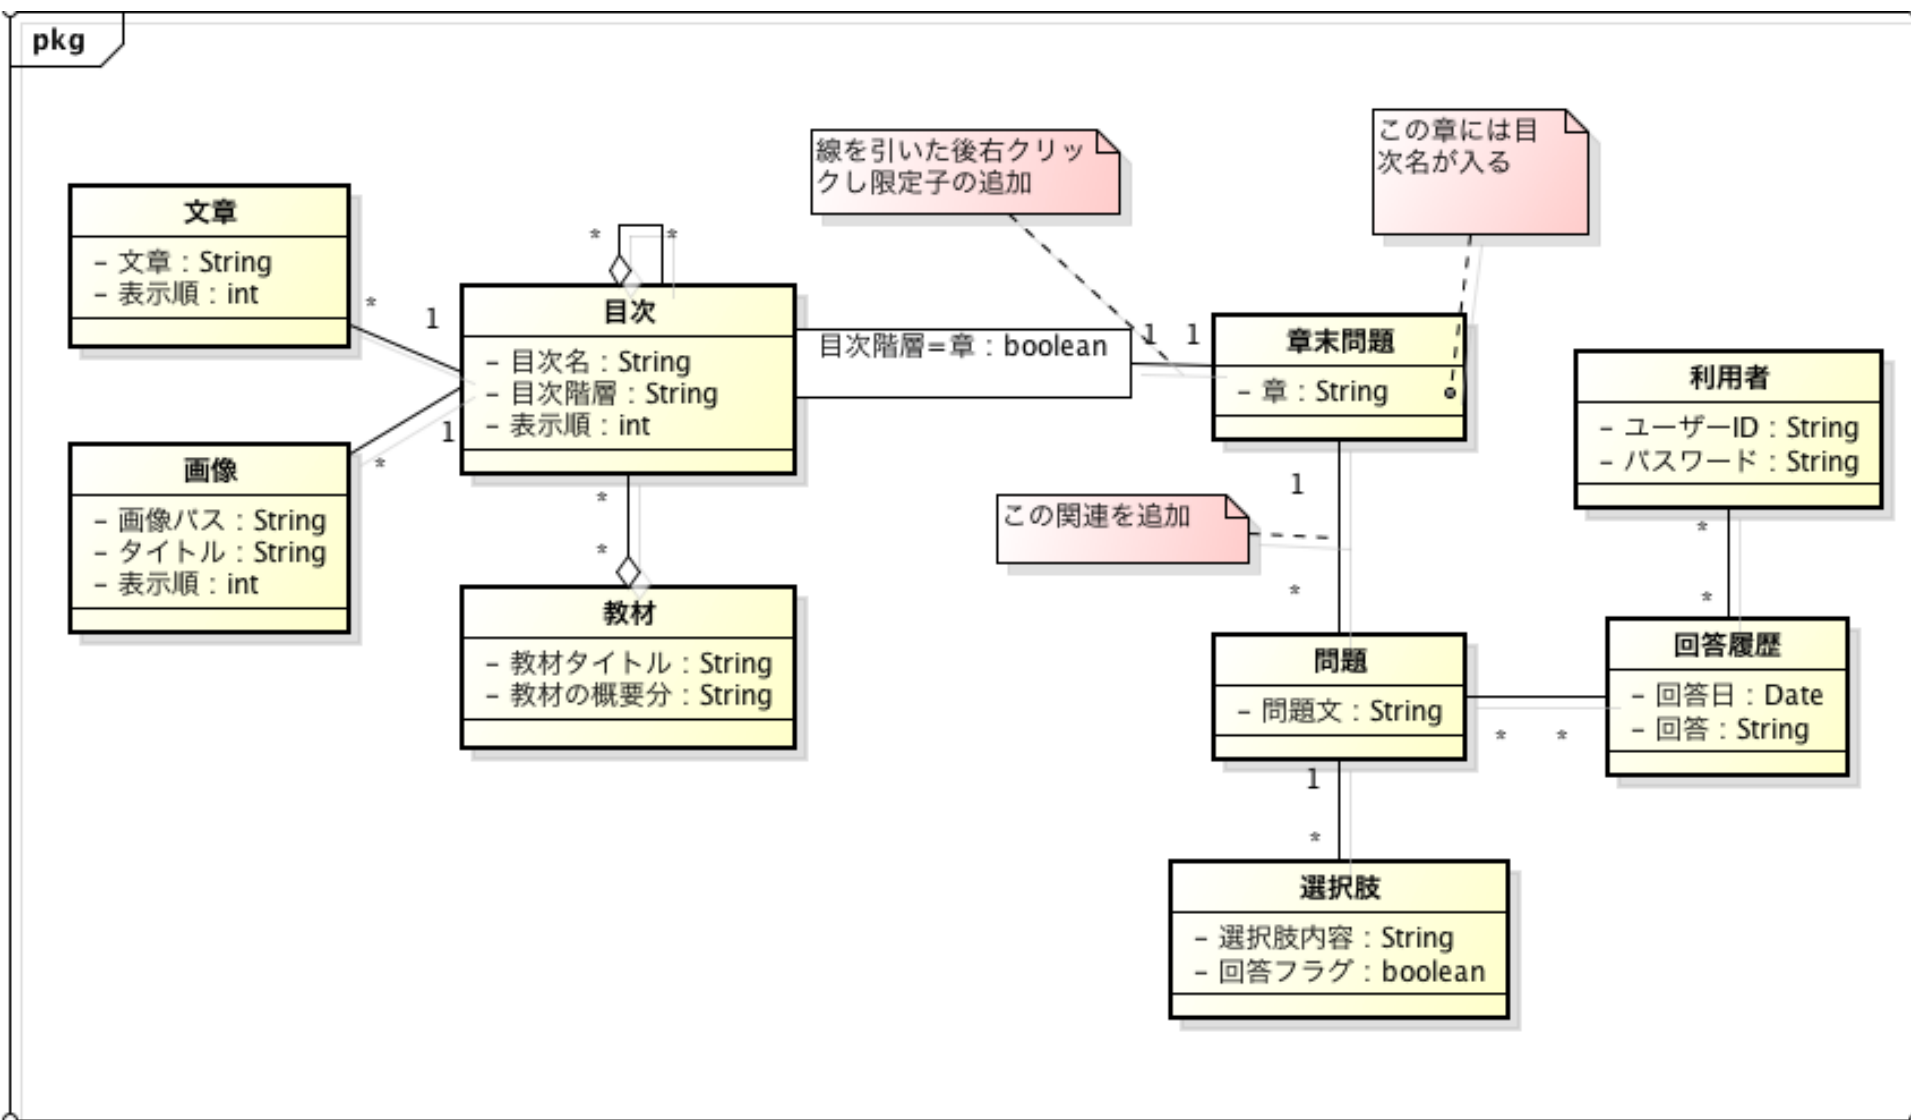 pkg
線を引いた後右クリッ
クし限定子の追加
この章には目
次名が入る
文章
- 文章 : String
- 表示順 : int
* *
* 1
目次
- 目次名 : String
- 目次階層 : String
- 表示順 : int
目次階層=章 : boolean
1 1
章末問題
- 章 : String
利用者
- ユーザーID : String
- パスワード : String
画像
- 画像パス : String
- タイトル : String
- 表示順 : int
1
*
*
*
教材
- 教材タイトル : String
- 教材の概要分 : String
この関連を追加
1
*
*
*
問題
- 問題文 : String
* *
回答履歴
- 回答日 : Date
- 回答 : String
1
*
選択肢
- 選択肢内容 : String
- 回答フラグ : boolean